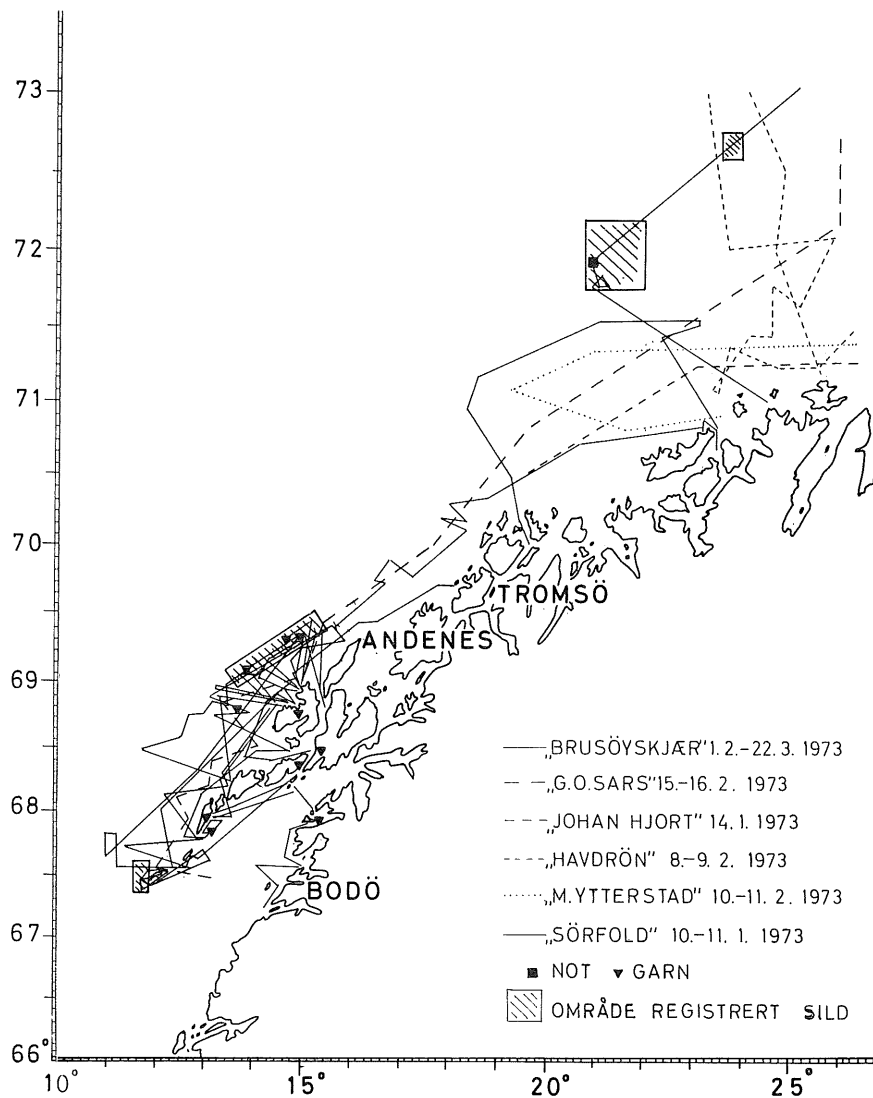 73
72
71
70
69
68
67
66°
10°
15°
20°
25°
TROMSÖ
ANDENES
BODÖ
„BRUSÖYSKJÆR" 1. 2.-22. 3. 1973
„G.O.SARS" 15.-16. 2. 1973
„JOHAN HJORT" 14. 1. 1973
„HAVDRÖN" 8.-9. 2. 1973
„M.YTTERSTAD" 10.-11. 2. 1973
„SÖRFOLD" 10.-11. 1. 1973
NOT GARN
OMRÅDE REGISTRERT SILD